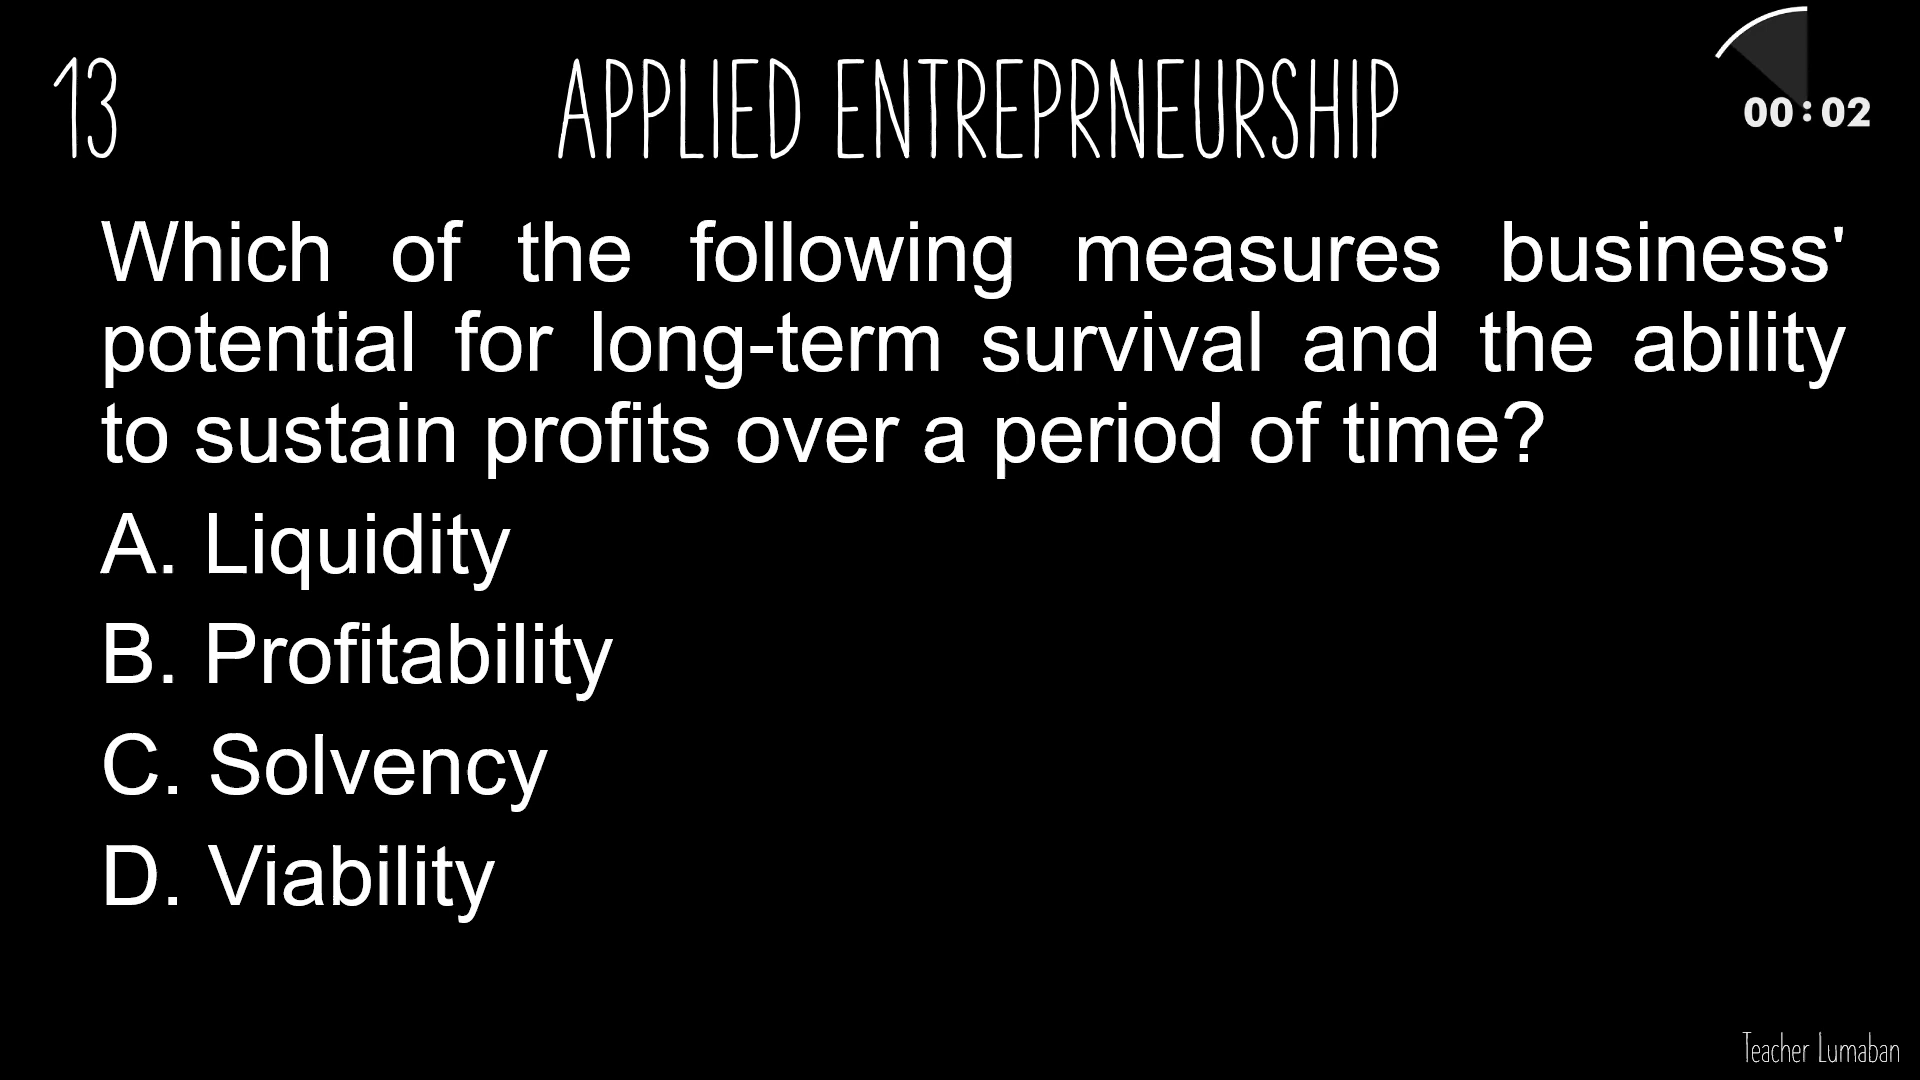 13
APPLIED ENTREPRNEURSHIP
00:02
Which of the following measures business'
potential for long-term survival and the ability
to sustain profits over a period of time?
A. Liquidity
B. Profitability
C. Solvency
D. Viability
Teacher Lumaban